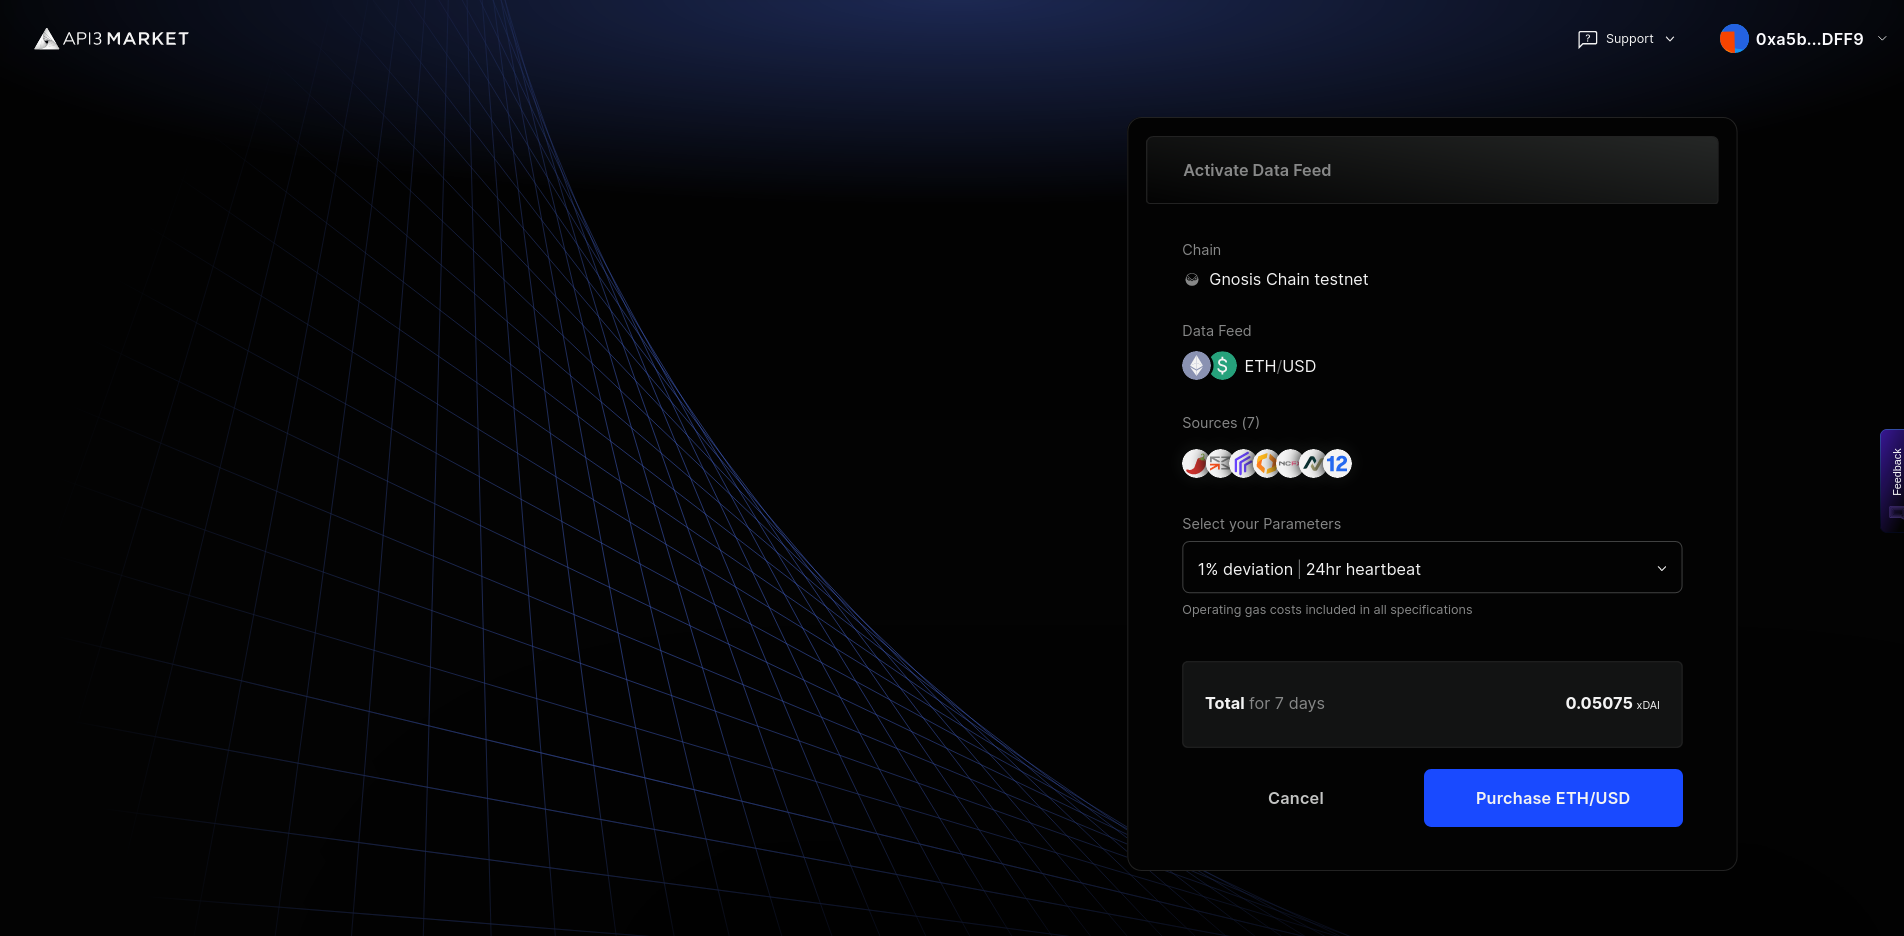 API3 MARKET
Support
0xa5b...DFF9
Activate Data Feed
Chain
Gnosis Chain testnet
Data Feed
$ ETH/USD
Sources (7)
NCFX 12
Select your Parameters
1% deviation | 24hr heartbeat
Operating gas costs included in all specifications
Total for 7 days 0.05075 xDAI
Cancel
Purchase ETH/USD
Feedback